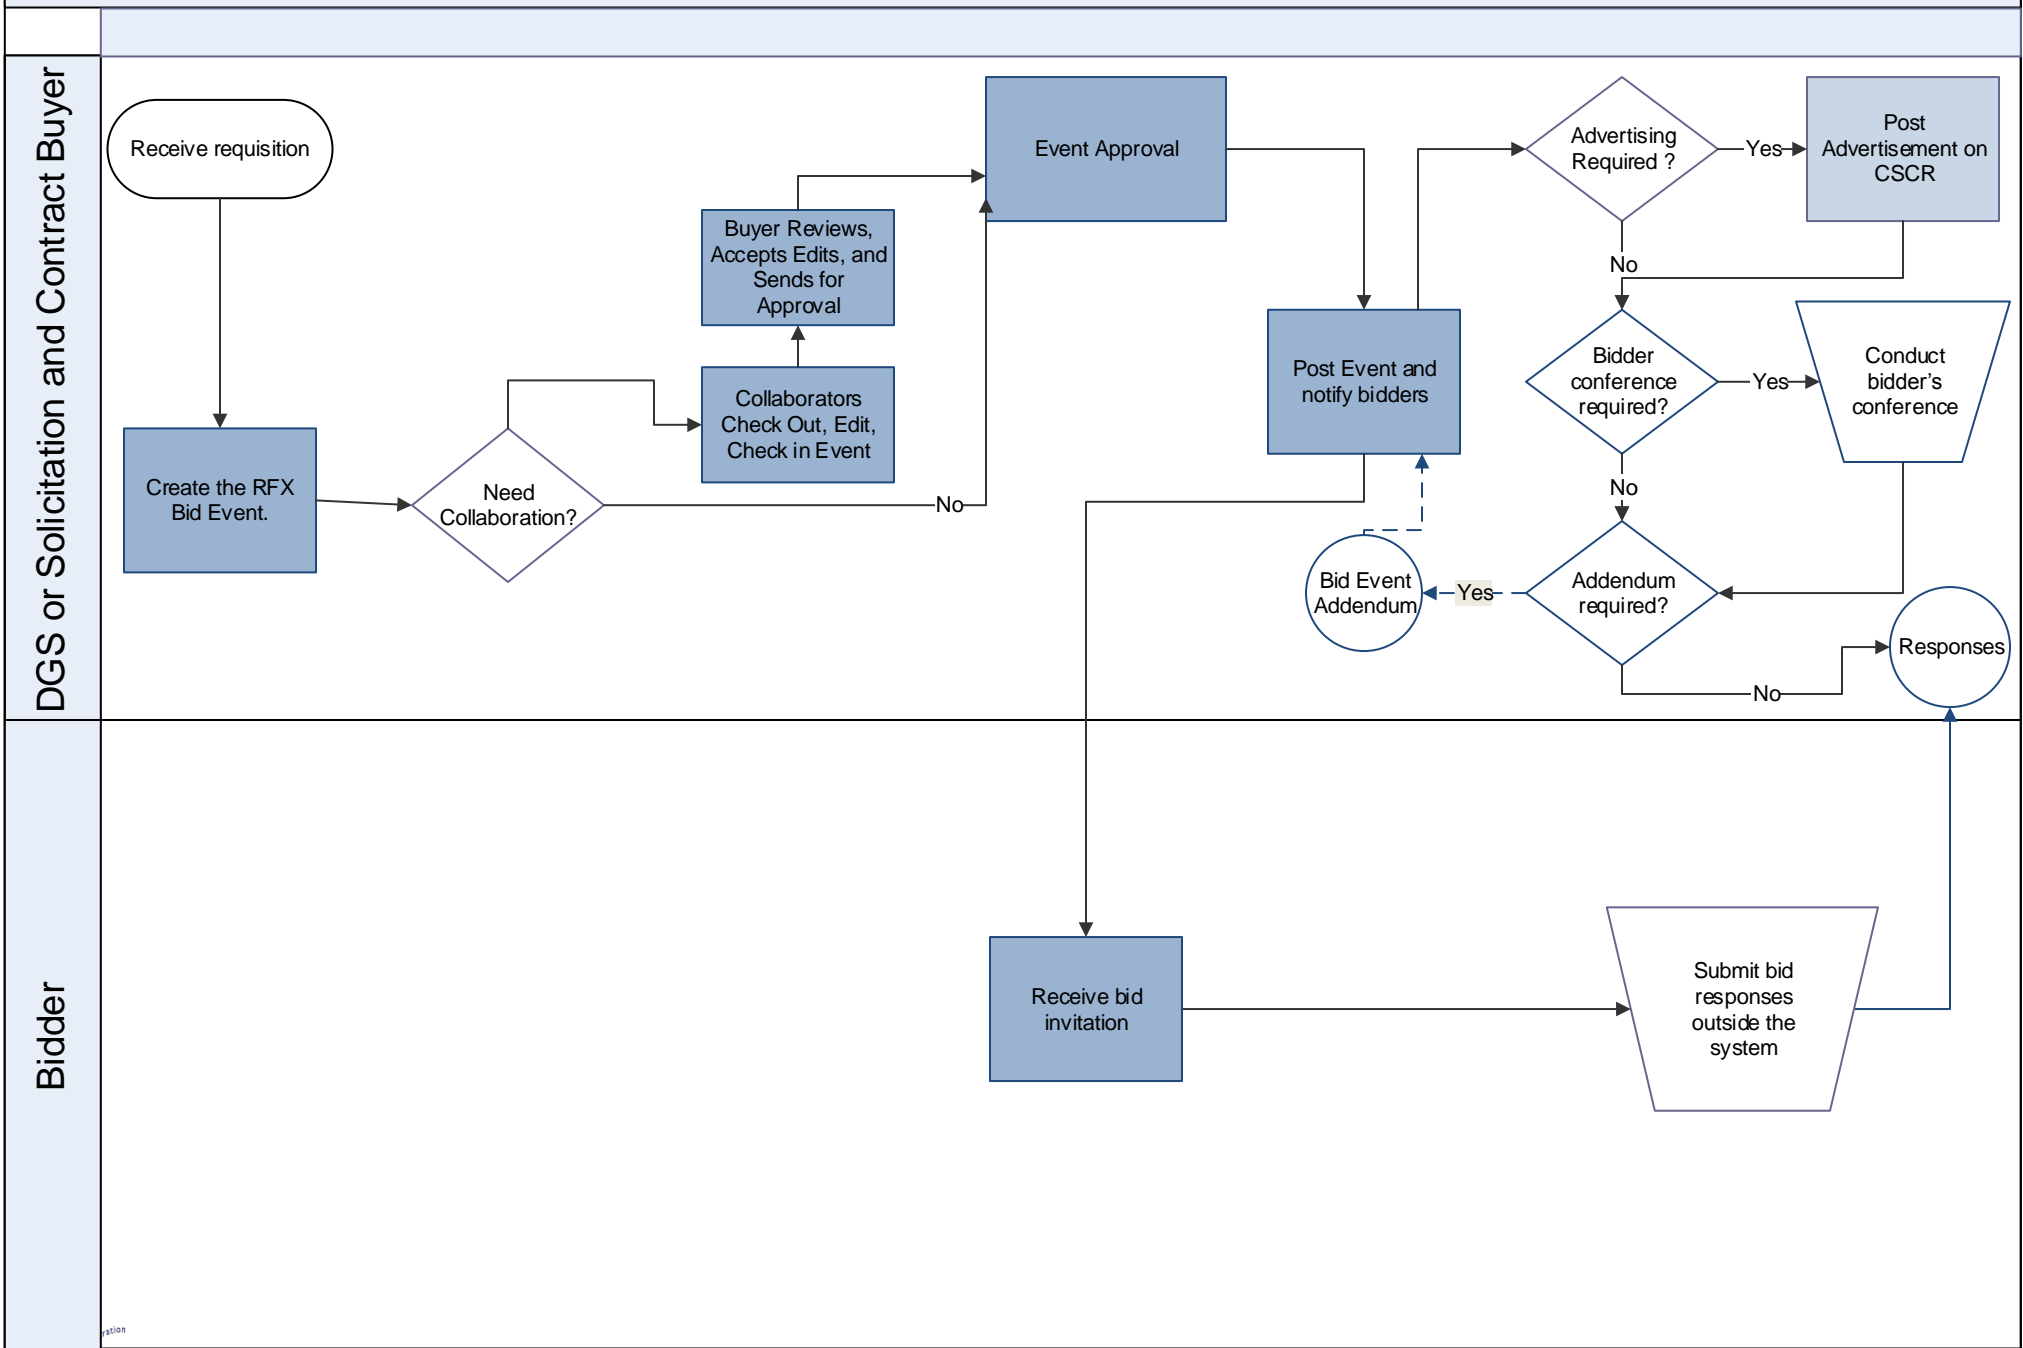 DGS or Solicitation and Contract Buyer
Receive requisition
Create the RFX
Bid Event.
Need
Collaboration?
Buyer Reviews,
Accepts Edits, and
Sends for
Approval
Collaborators
Check Out, Edit,
Check in Event
No
Event Approval
Post Event and
notify bidders
Advertising
Required ?
Yes
Post
Advertisement on
CSCR
No
Bidder
conference
required?
Yes
Conduct
bidder’s
conference
No
Addendum
required?
Yes
Bid Event
Addendum
No
Responses
Bidder
Receive bid
invitation
Submit bid
responses
outside the
system
ration